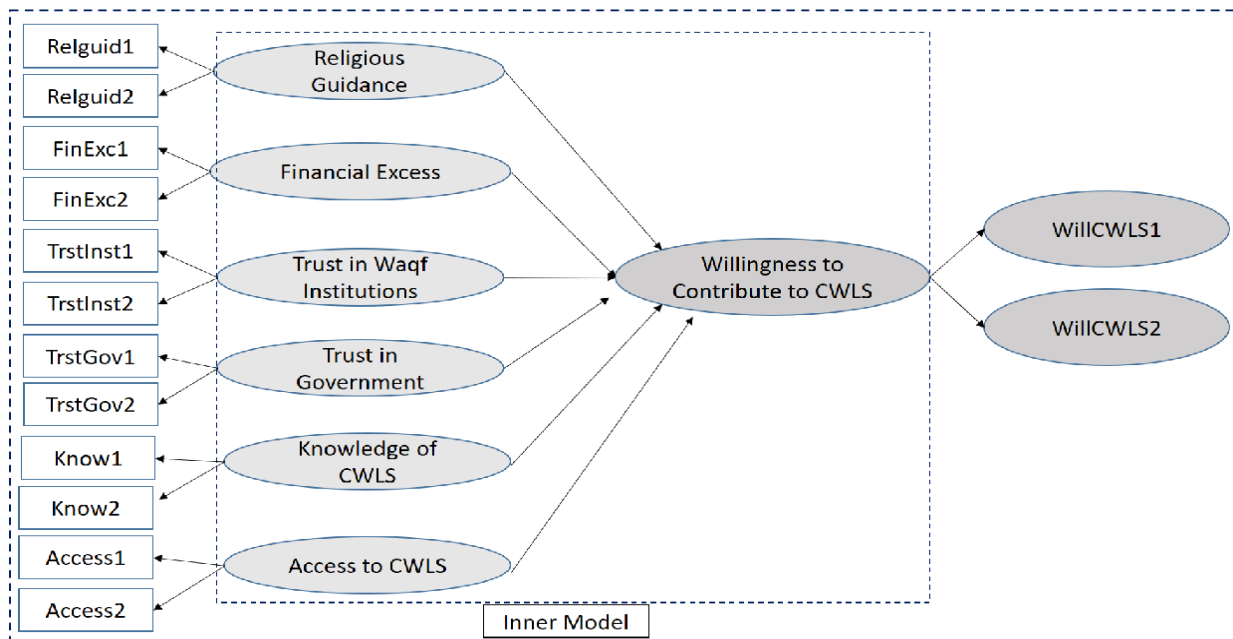 Relguid1
Relguid2
FinExc1
FinExc2
TrstInst1
TrstInst2
TrstGov1
TrstGov2
Know1
Know2
Access1
Access2
Religious
Guidance
Financial Excess
Trust in Waqf
Institutions
Trust in
Government
Knowledge of
CWLS
Access to CWLS
Willingness to
Contribute to CWLS
WillCWLS1
WillCWLS2
Inner Model